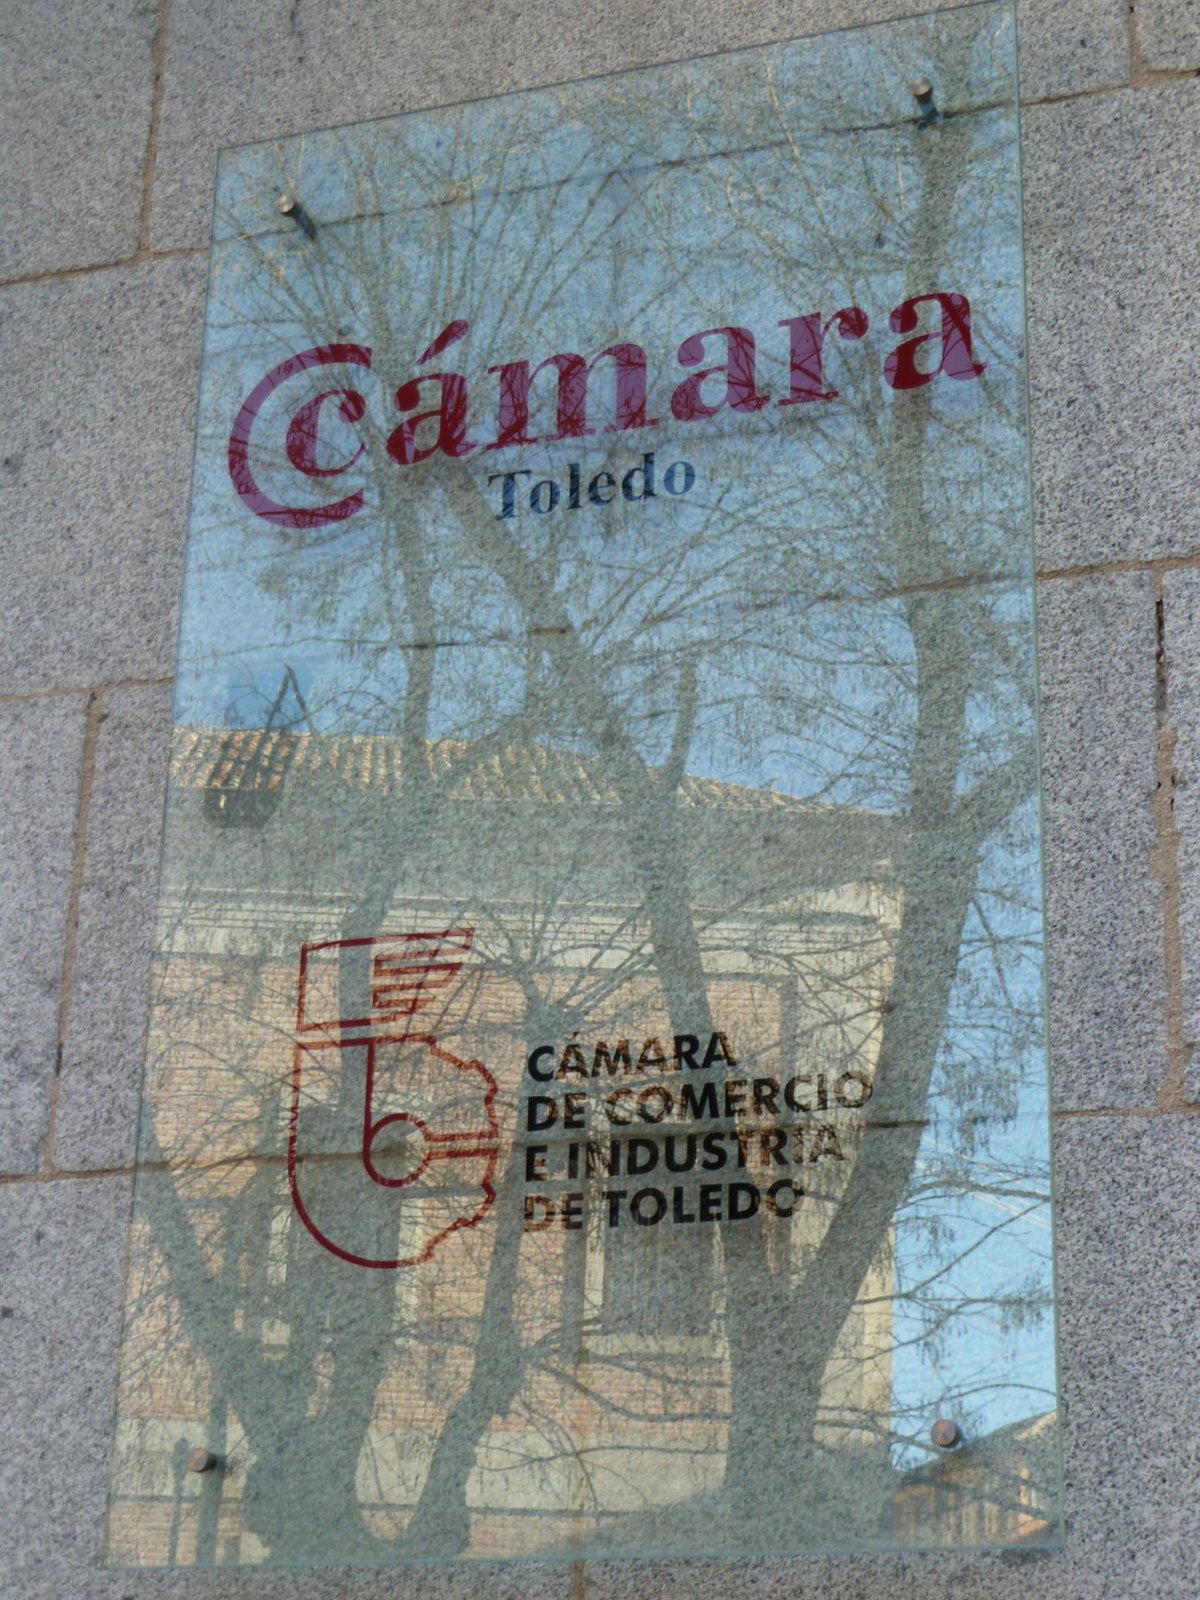 cámara
Toledo
CÁMARA
DE COMERCIO
E INDUSTRIA
DE TOLEDO